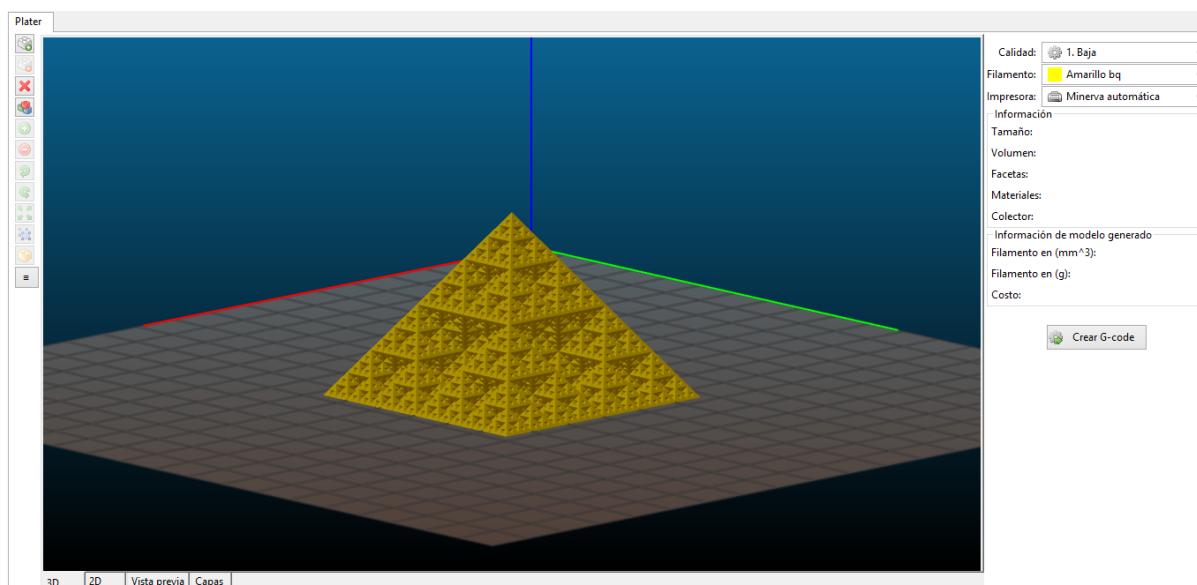 Plater
Calidad: 1. Baja
Filamento: Amarillo bq
Impresora: Minerva automática
Información
Tamaño:
Volumen:
Facetas:
Materiales:
Colector:
Información de modelo generado
Filamento en (mm^3):
Filamento en (g):
Costo:
Crear G-code
3D 2D Vista previa Capas